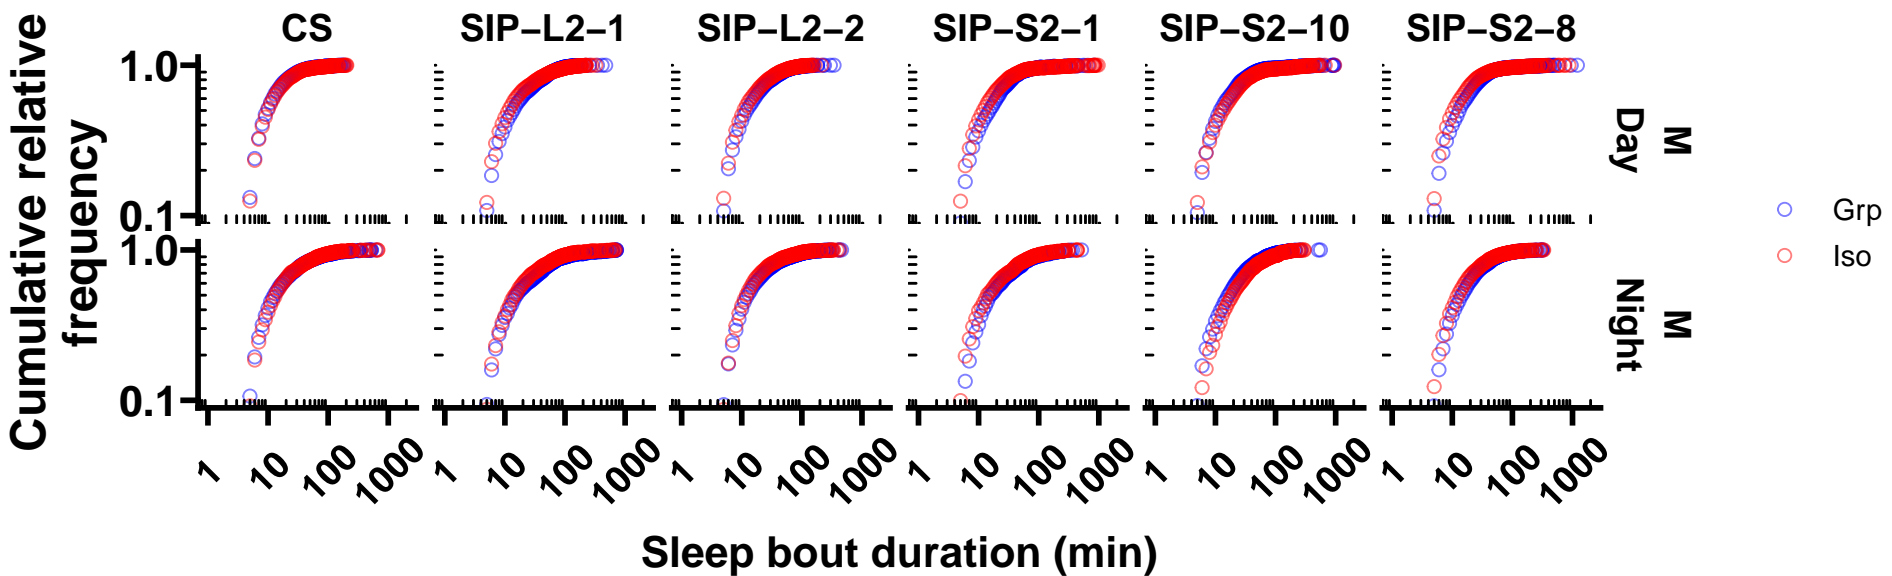 CS SIP–L2–1 SIP–L2–2 SIP–S2–1 SIP–S2–10 SIP–S2–8
Cumulative relative
frequency
1.0
0.1
1.0
0.1
M
Day
M
Night
Grp
Iso
1 10 100 1000 1 10 100 1000 1 10 100 1000 1 10 100 1000 1 10 100 1000 1 10 100 1000
Sleep bout duration (min)